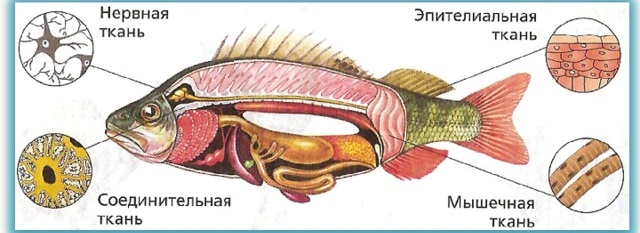 Нервная
ткань
Эпителиальная
ткань
Соединительная
ткань
Мышечная
ткань